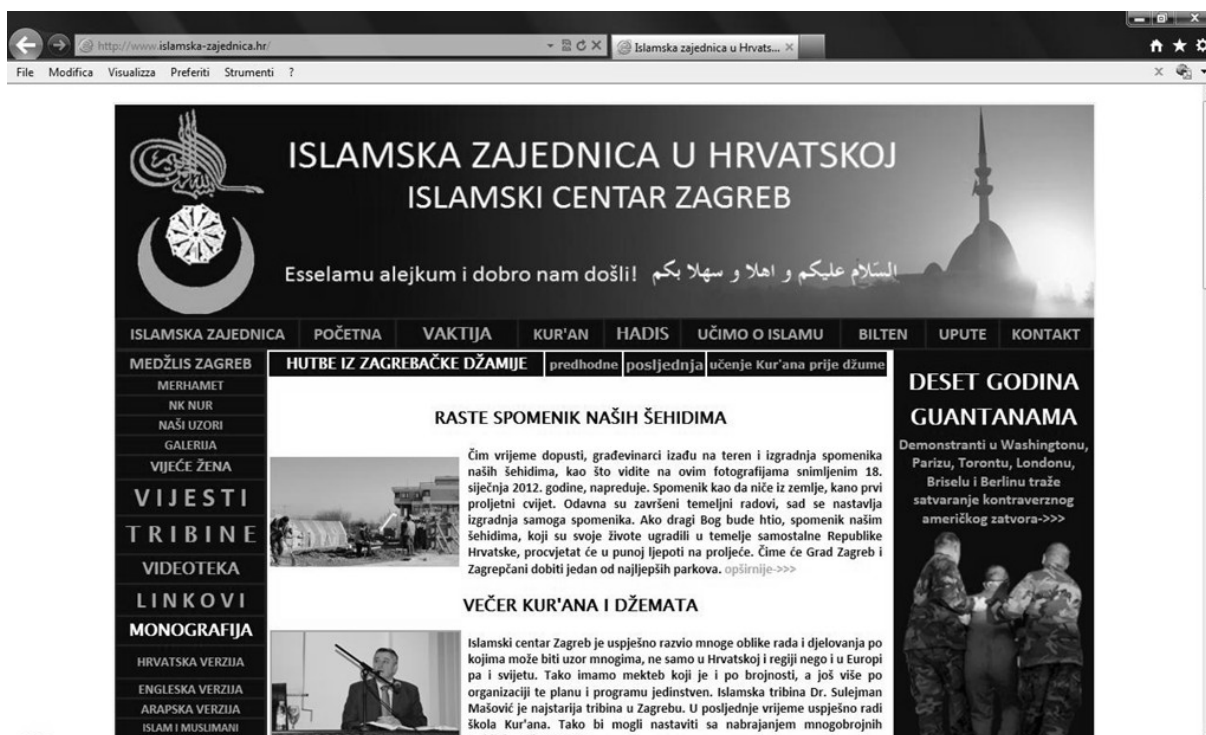 http://www.islamska-zajednica.hr/
Islamska zajednica u Hrvats...
File Modifica Visualizza Preferiti Strumenti ?
ISLAMSKA ZAJEDNICA U HRVATSKOJ
ISLAMSKI CENTAR ZAGREB
Esselamu alejkum i dobro nam došli! السّلام عليكم و اهلا و سهلا بكم
ISLAMSKA ZAJEDNICA POČETNA VAKTIJA KUR'AN HADIS UČIMO O ISLAMU BILTEN UPUTE KONTAKT
MEDŽLIS ZAGREB
MERHAMET
NK NUR
NAŠI UZORI
GALERIJA
VIJEĆE ŽENA
VIJESTI
TRIBINE
VIDEOTEKA
LINKOVI
MONOGRAFIJA
HRVATSKA VERZIJA
ENGLESKA VERZIJA
ARAPSKA VERZIJA
ISLAM I MUSLIMANI
HUTBE IZ ZAGREBAČKE DŽAMIJE predhodne posljednja učenje Kur'ana prije džume
RASTE SPOMENIK NAŠIH ŠEHIDIMA
Čim vrijeme dopusti, građevinarci izađu na teren i izgradnja spomenika
naših šehidima, kao što vidite na ovim fotografijama snimljenim 18.
siječnja 2012. godine, napreduje. Spomenik kao da niče iz zemlje, kano prvi
proljetni cvijet. Odavna su završeni temeljni radovi, sad se nastavlja
izgradnja samoga spomenika. Ako dragi Bog bude htio, spomenik našim
šehidima, koji su svoje živote ugradili u temelje samostalne Republike
Hrvatske, procvjetat će u punoj ljepoti na proljeće. Čime će Grad Zagreb i
Zagrepčani dobiti jedan od najljepših parkova. opširnije->>>
VEČER KUR'ANA I DŽEMATA
Islamski centar Zagreb je uspješno razvio mnoge oblike rada i djelovanja po
kojima može biti uzor mnogima, ne samo u Hrvatskoj i regiji nego i u Europi
pa i svijetu. Tako imamo mekteb koji je i po brojnosti, a još više po
organizaciji te planu i programu jedinstven. Islamska tribina Dr. Sulejman
Mašović je najstarija tribina u Zagrebu. U posljednje vrijeme uspješno radi
škola Kur'ana. Tako bi mogli nastaviti sa nabrajanjem mnogobrojnih
DESET GODINA
GUANTANAMA
Demonstranti u Washingtonu,
Parizu, Torontu, Londonu,
Briselu i Berlinu traže
satvaranje kontraverznog
američkog zatvora->>>